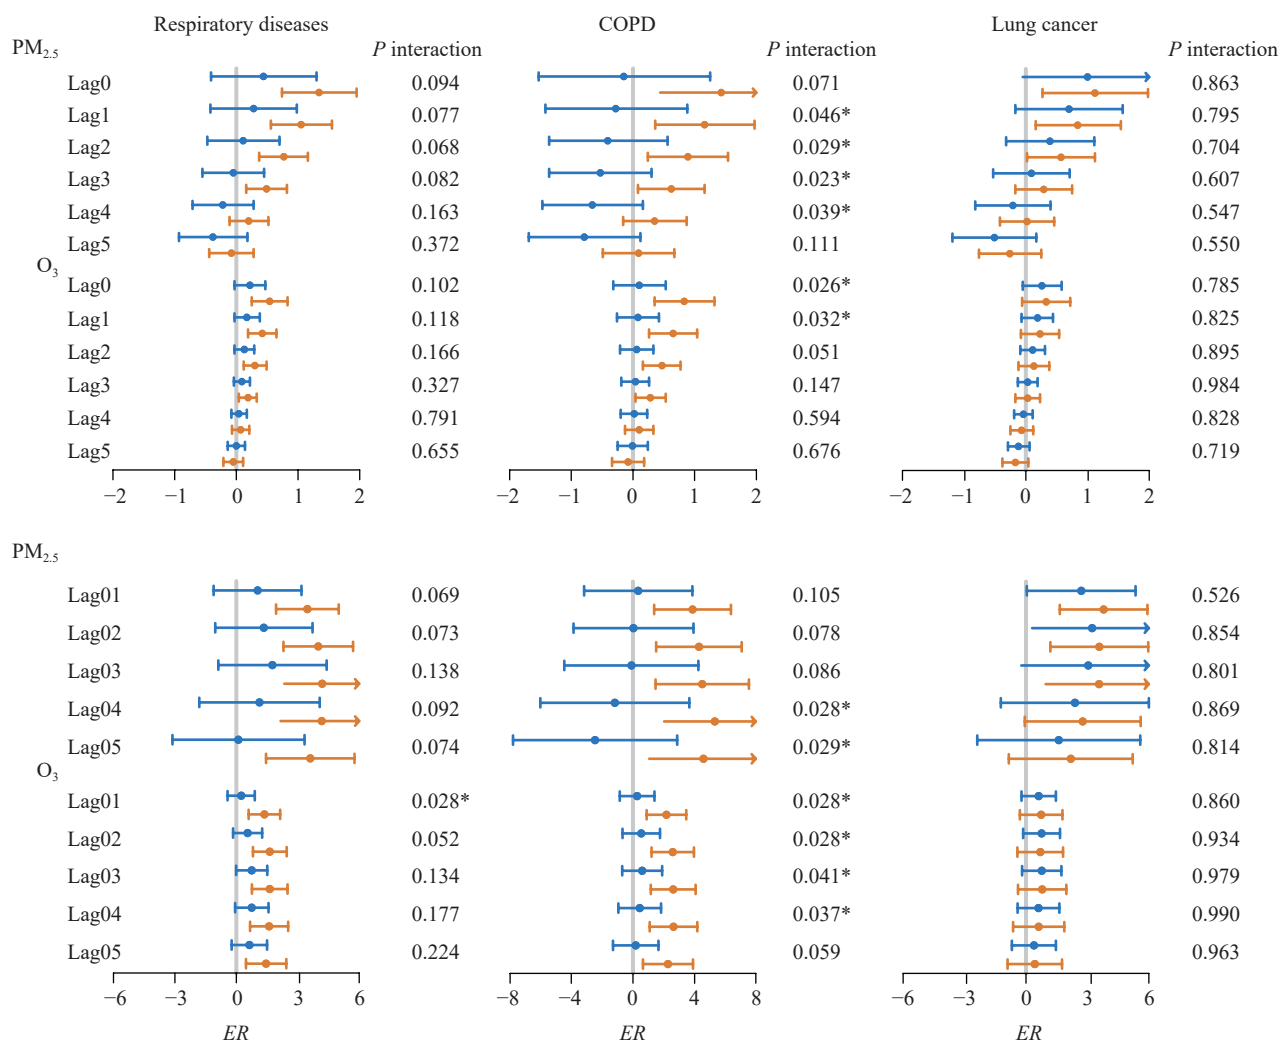 Respiratory diseases COPD Lung cancer
PM2.5 P interaction P interaction P interaction
Lag0 0.094 0.071 0.863
Lag1 0.077 0.046* 0.795
Lag2 0.068 0.029* 0.704
Lag3 0.082 0.023* 0.607
Lag4 0.163 0.039* 0.547
Lag5 0.372 0.111 0.550
O3
Lag0 0.102 0.026* 0.785
Lag1 0.118 0.032* 0.825
Lag2 0.166 0.051 0.895
Lag3 0.327 0.147 0.984
Lag4 0.791 0.594 0.828
Lag5 0.655 0.676 0.719
−2 −1 0 1 2 −2 −1 0 1 2 −2 −1 0 1 2
PM2.5
Lag01 0.069 0.105 0.526
Lag02 0.073 0.078 0.854
Lag03 0.138 0.086 0.801
Lag04 0.092 0.028* 0.869
Lag05 0.074 0.029* 0.814
O3
Lag01 0.028* 0.028* 0.860
Lag02 0.052 0.028* 0.934
Lag03 0.134 0.041* 0.979
Lag04 0.177 0.037* 0.990
Lag05 0.224 0.059 0.963
−6 −3 0 3 6 −8 −4 0 4 8 −6 −3 0 3 6
ER ER ER